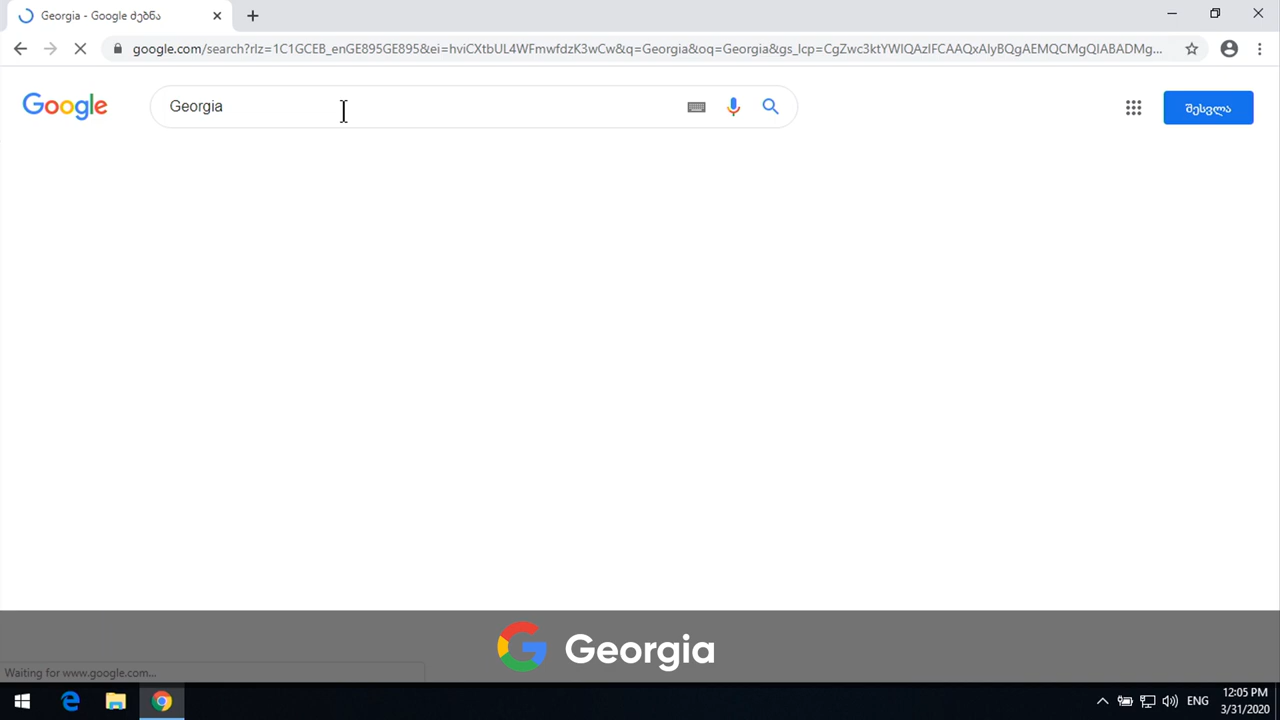 Georgia - Google ძებნა
google.com/search?rlz=1C1GCEB_enGE895GE895&ei=hviCXtbUL4WFmwfdzK3wCw&q=Georgia&oq=Georgia&gs_lcp=CgZwc3ktYWIQAzIFCAAQxAIyBQgAEMQCMgQIABADMg...
Google
Georgia
შესვლა
Georgia
Waiting for www.google.com...
ENG
12:05 PM
3/31/2020